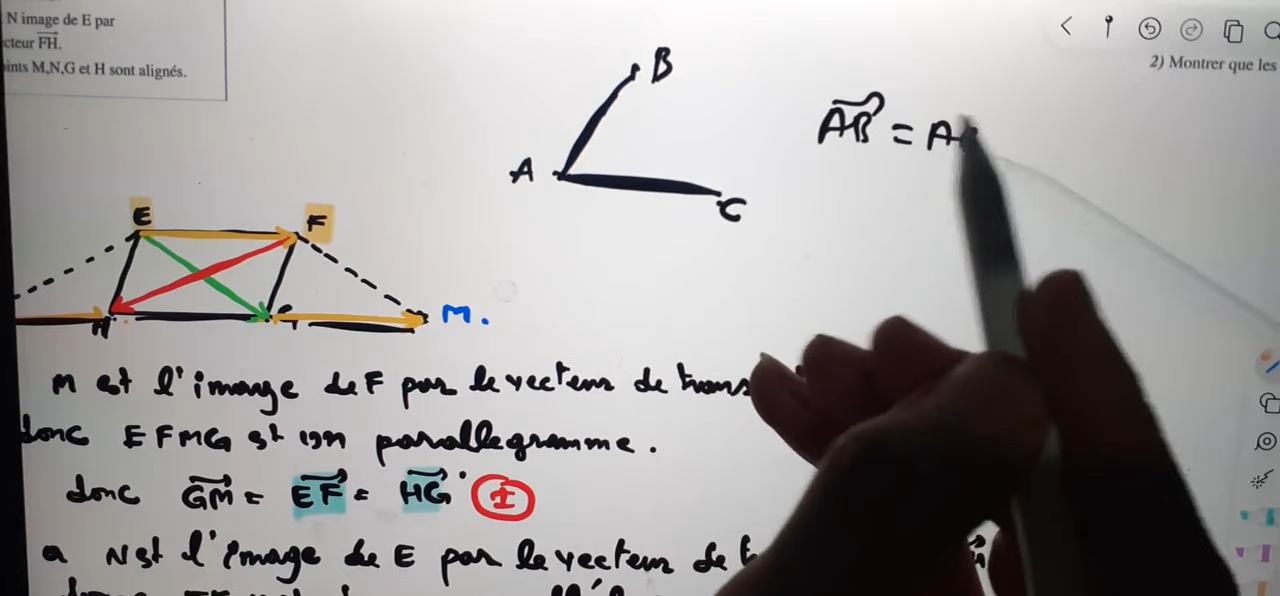 N image de E par
cteur FH.
ints M,N,G et H sont alignés.
2) Montrer que les
B
A
C
AB = A
E
F
H
G
M.
M est l'image de F par le vecteur de trans
donc EFMG st un parallegramme.
donc GM = EF = HG I
a N st l'image de E par le vecteur de t